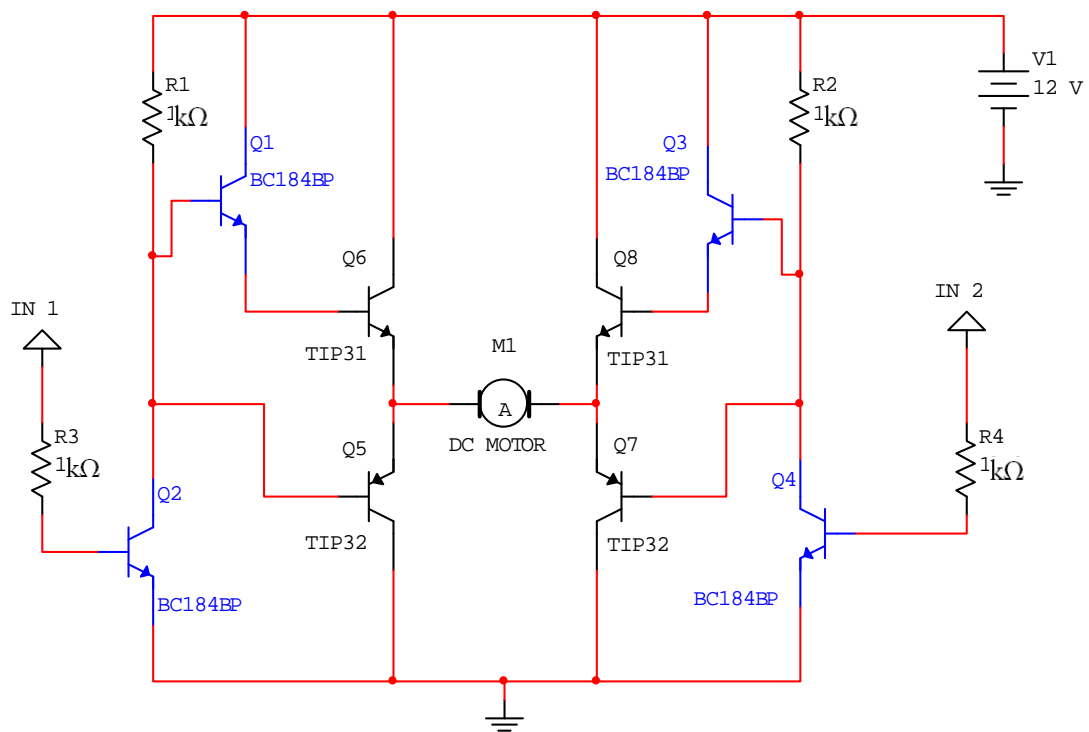 R1
1kΩ
R2
1kΩ
V1
12 V
Q1
BC184BP
Q3
BC184BP
Q6
TIP31
Q8
TIP31
IN 1
IN 2
M1
A
DC MOTOR
R3
1kΩ
R4
1kΩ
Q5
TIP32
Q7
TIP32
Q2
BC184BP
Q4
BC184BP